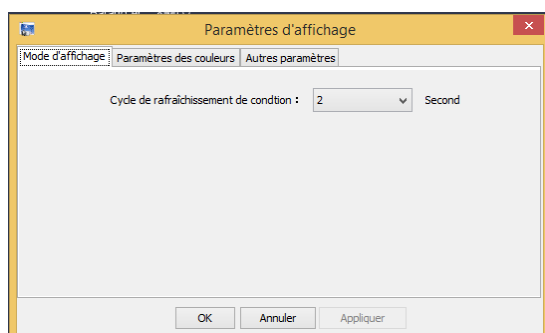 Paramètres d'affichage
Mode d'affichage Paramètres des couleurs Autres paramètres
Cycle de rafraîchissement de condtion : 2 Second
OK Annuler Appliquer